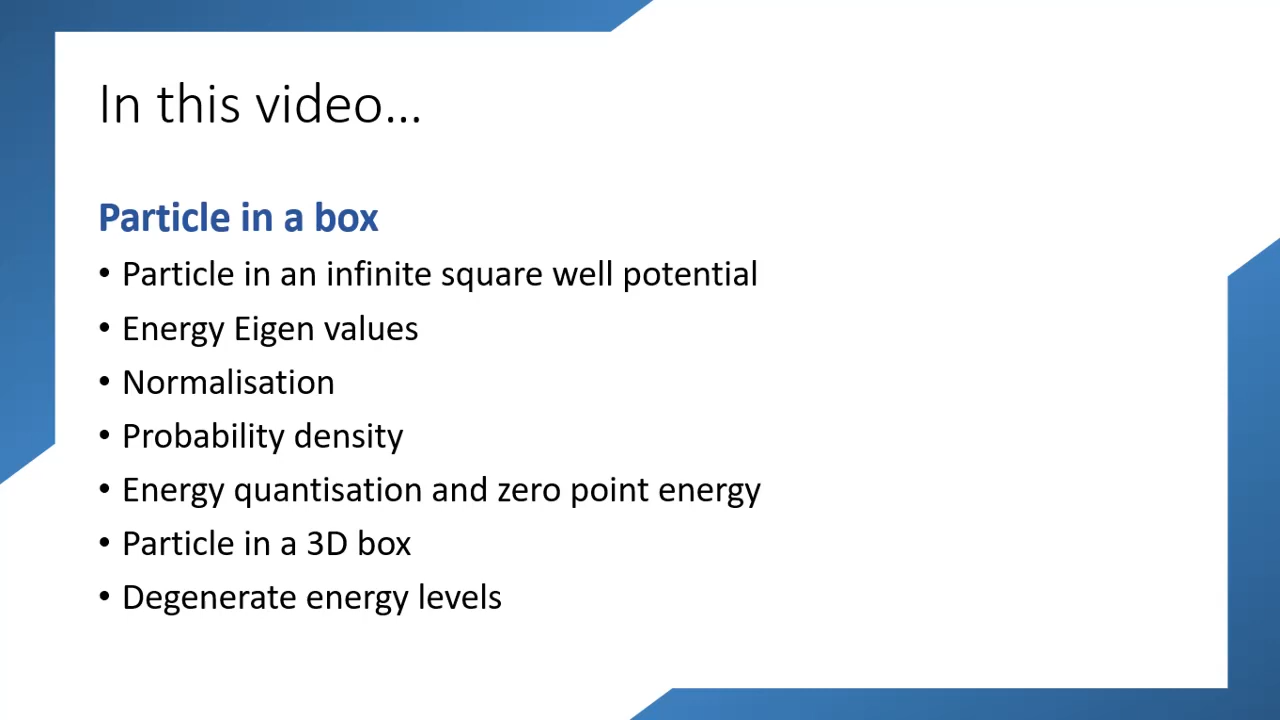 In this video...
Particle in a box
• Particle in an infinite square well potential
• Energy Eigen values
• Normalisation
• Probability density
• Energy quantisation and zero point energy
• Particle in a 3D box
• Degenerate energy levels